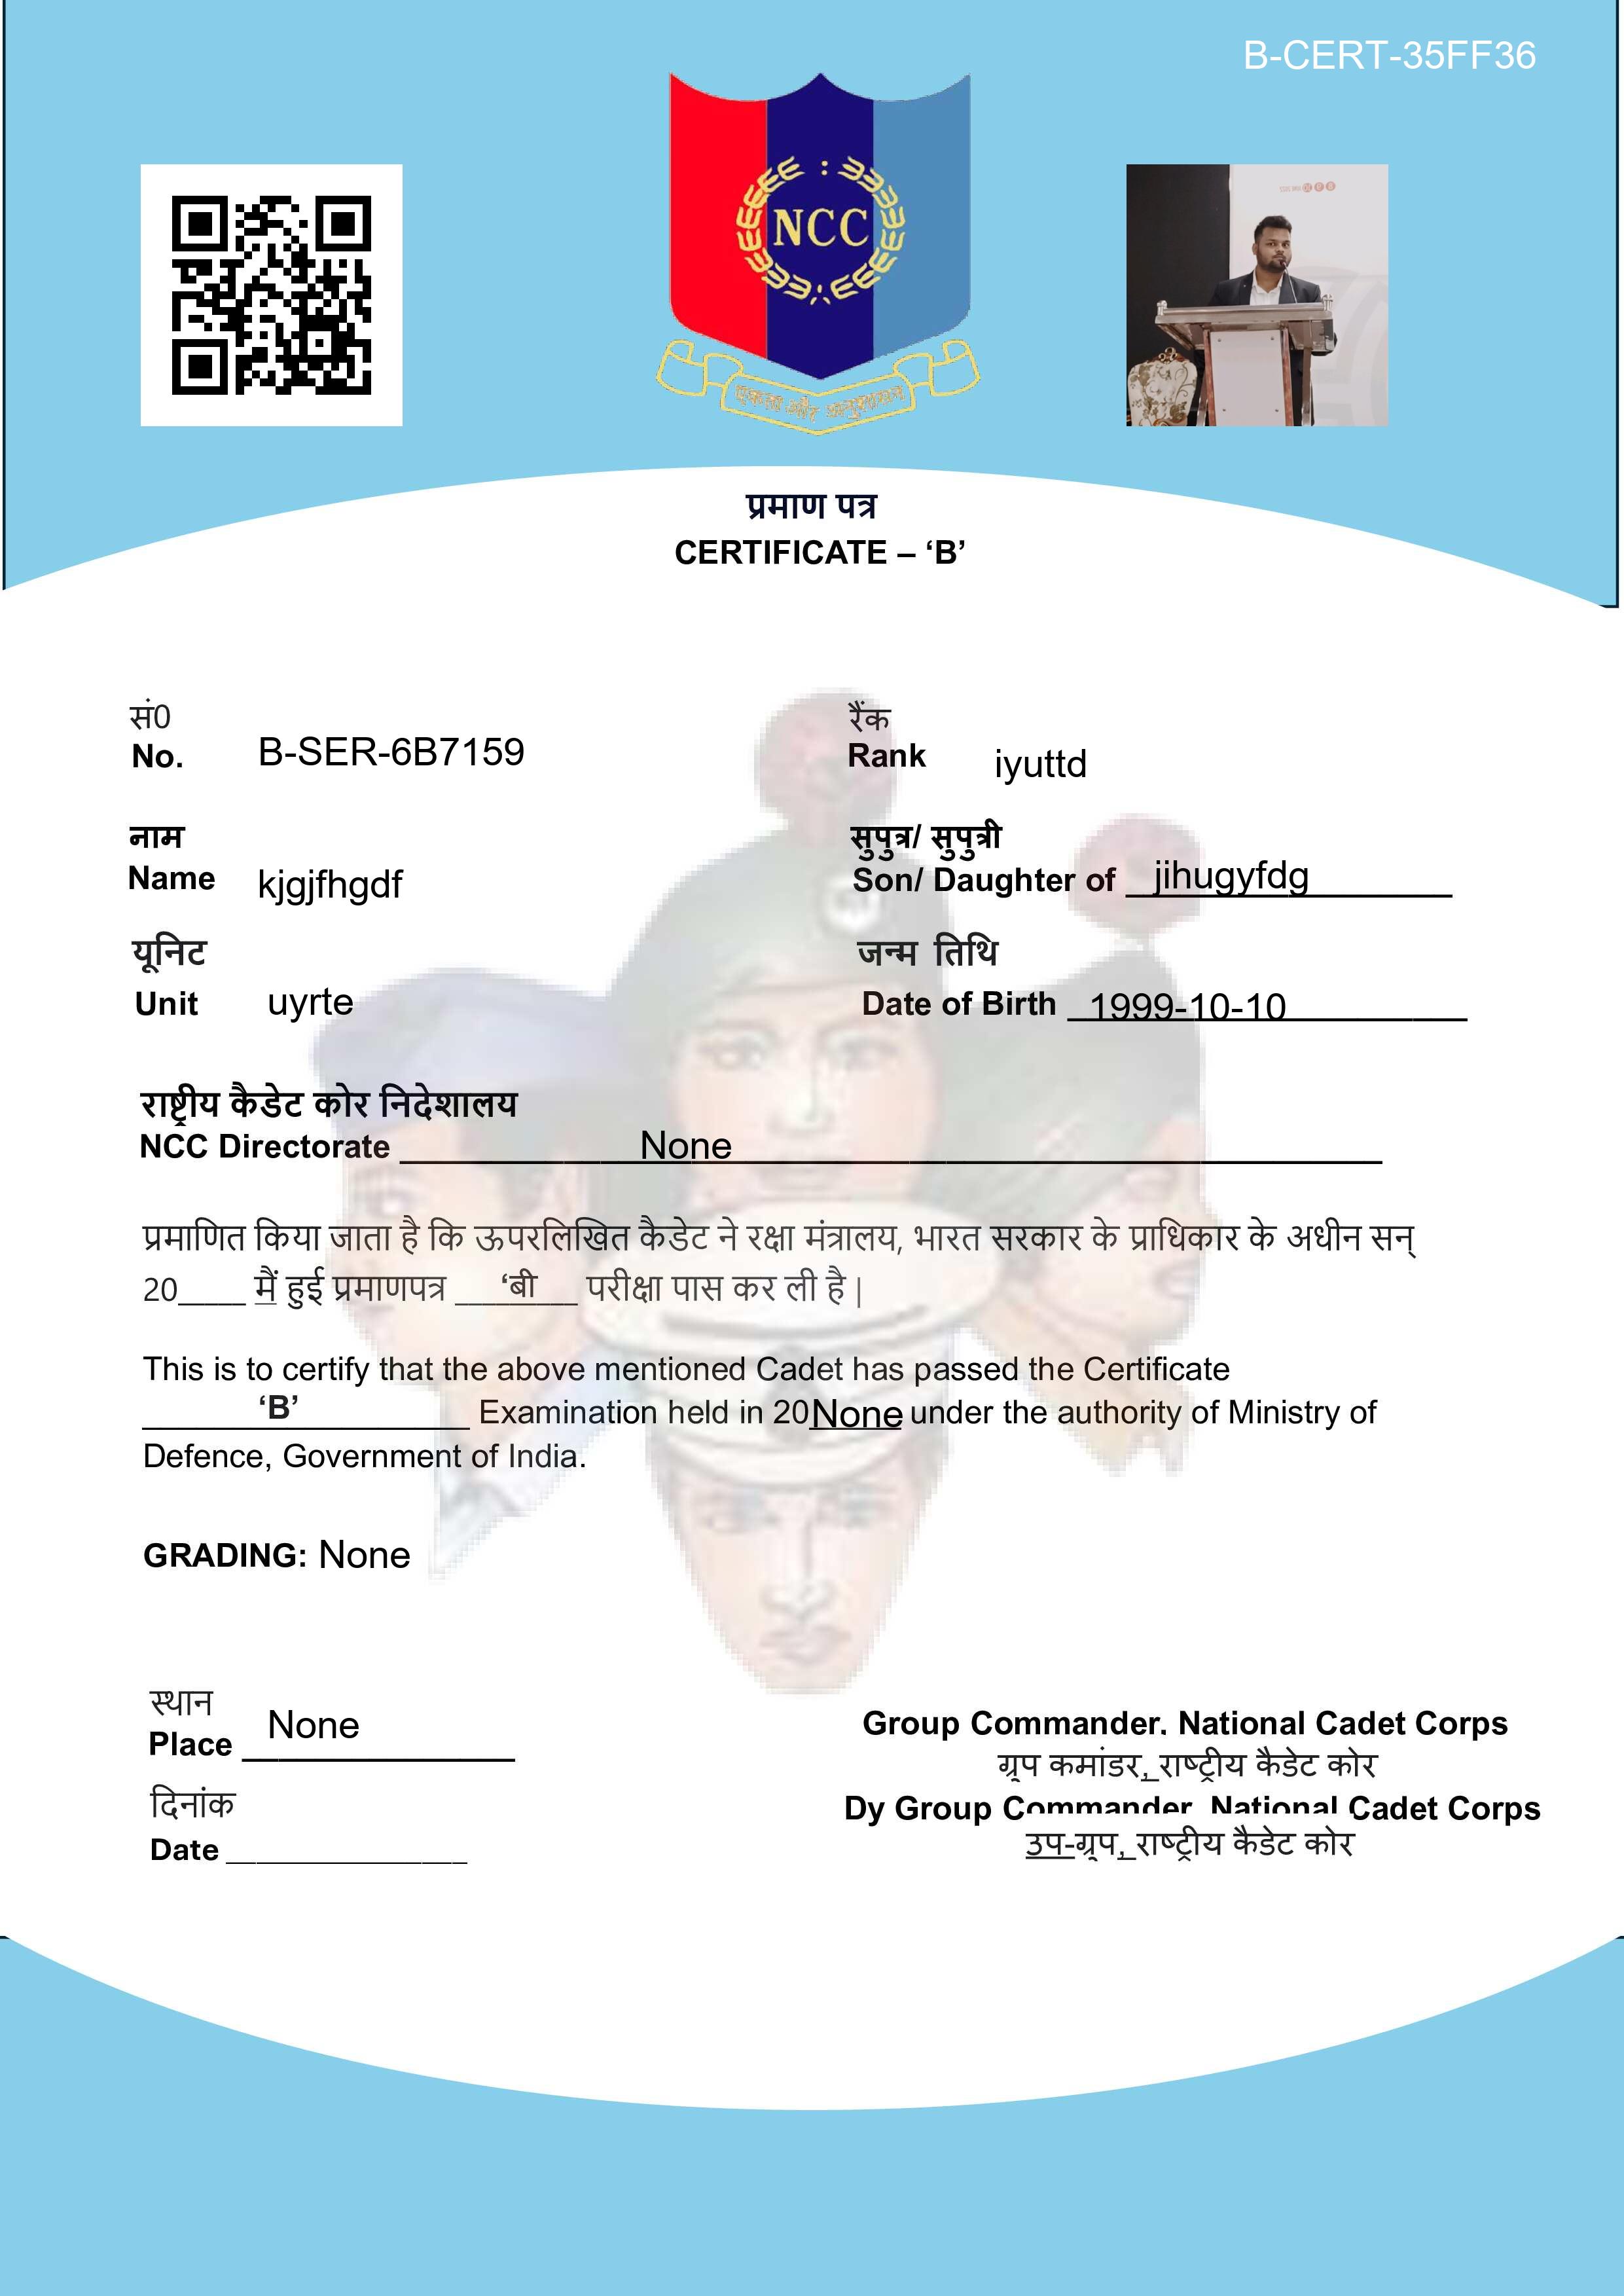 B-CERT-35FF36
NCC
एकता और अनुशासन
प्रमाण पत्र
CERTIFICATE – ‘B’
सं0
No. B-SER-6B7159
रैंक
Rank iyuttd
नाम
Name kjgjfhgdf
सुपुत्र/ सुपुत्री
Son/ Daughter of jihugyfdg
यूनिट
Unit uyrte
जन्म तिथि
Date of Birth 1999-10-10
राष्ट्रीय कैडेट कोर निदेशालय
NCC Directorate None
प्रमाणित किया जाता है कि ऊपरलिखित कैडेट ने रक्षा मंत्रालय, भारत सरकार के प्राधिकार के अधीन सन्
20____ मैं हुई प्रमाणपत्र ‘बी परीक्षा पास कर ली है |
This is to certify that the above mentioned Cadet has passed the Certificate
‘B’ Examination held in 20None under the authority of Ministry of
Defence, Government of India.
GRADING: None
स्थान
Place None
दिनांक
Date ______________
Group Commander, National Cadet Corps
ग्रुप कमांडर, राष्ट्रीय कैडेट कोर
Dy Group Commander, National Cadet Corps
उप-ग्रुप, राष्ट्रीय कैडेट कोर